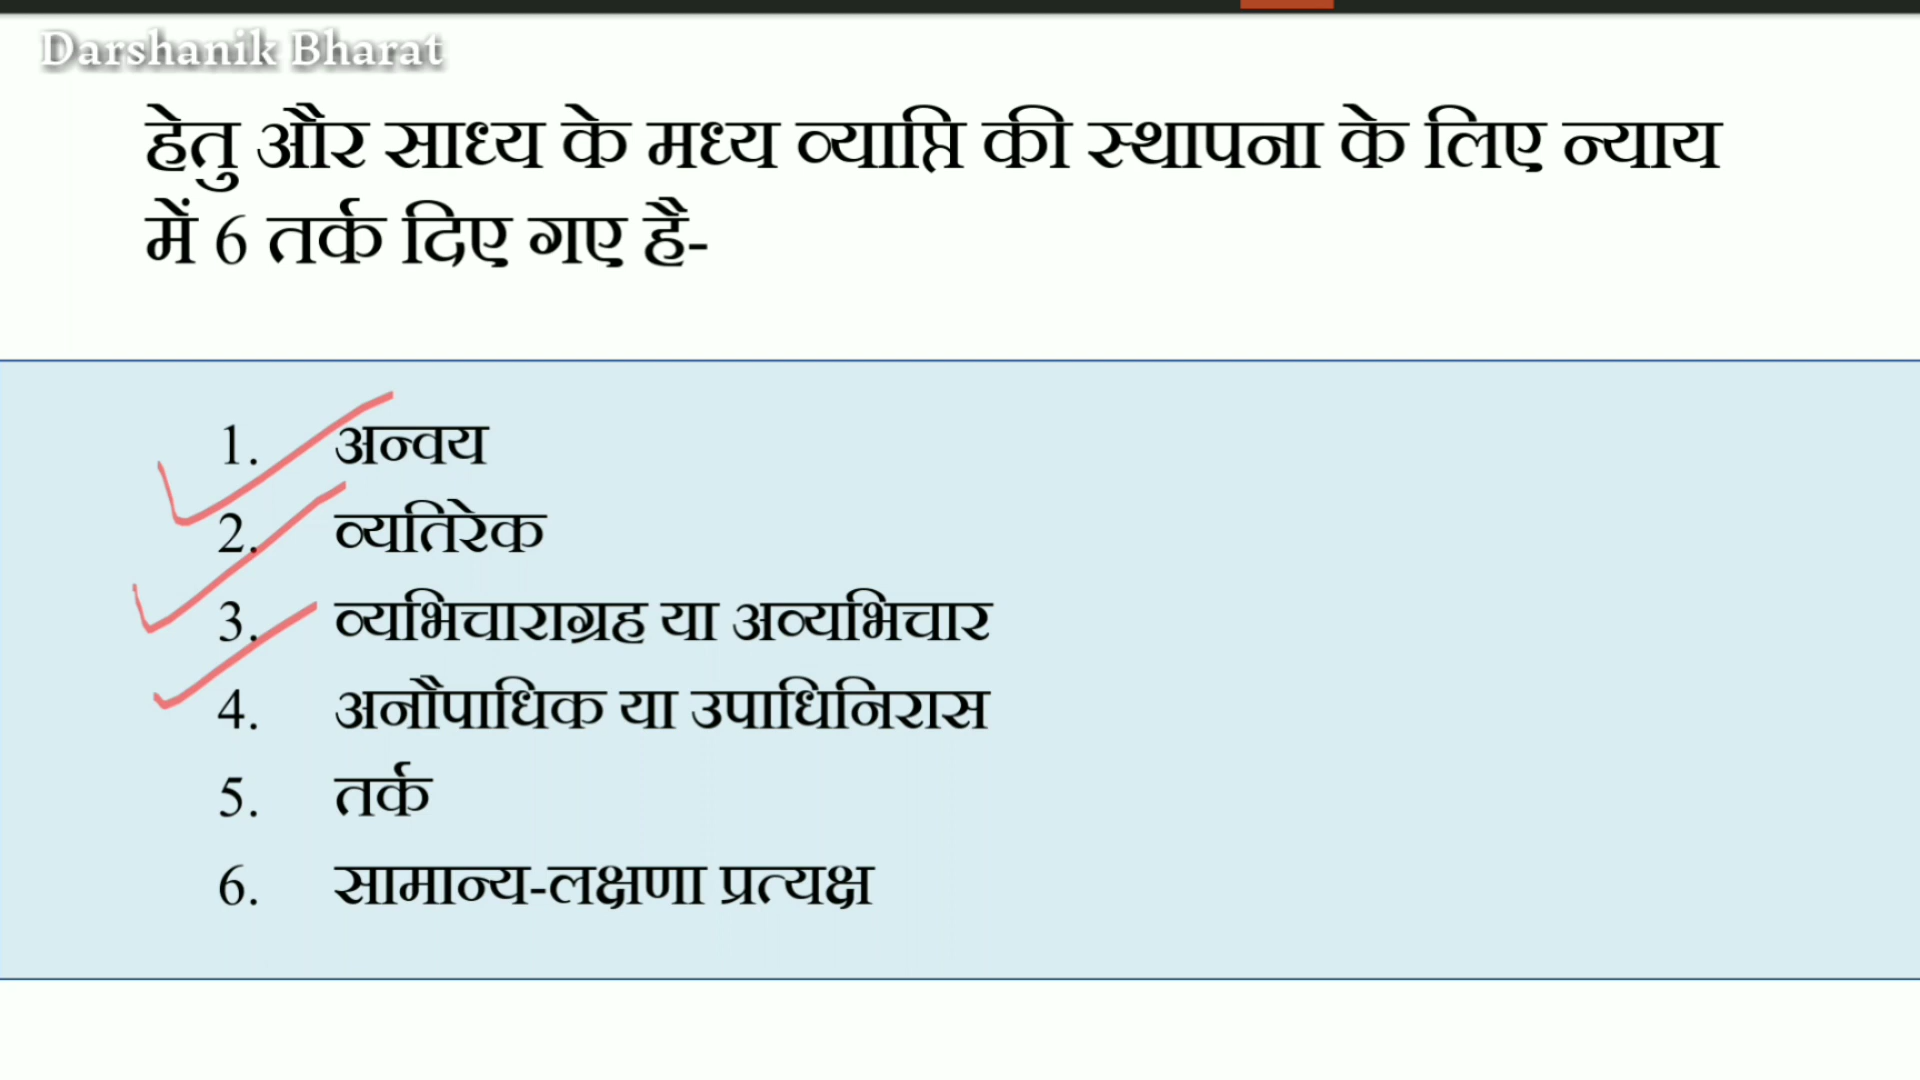 Darshanik Bharat
हेतु और साध्य के मध्य व्याप्ति की स्थापना के लिए न्याय
में 6 तर्क दिए गए है-
1. अन्वय
2. व्यतिरेक
3. व्यभिचाराग्रह या अव्यभिचार
4. अनौपाधिक या उपाधिनिरास
5. तर्क
6. सामान्य-लक्षणा प्रत्यक्ष